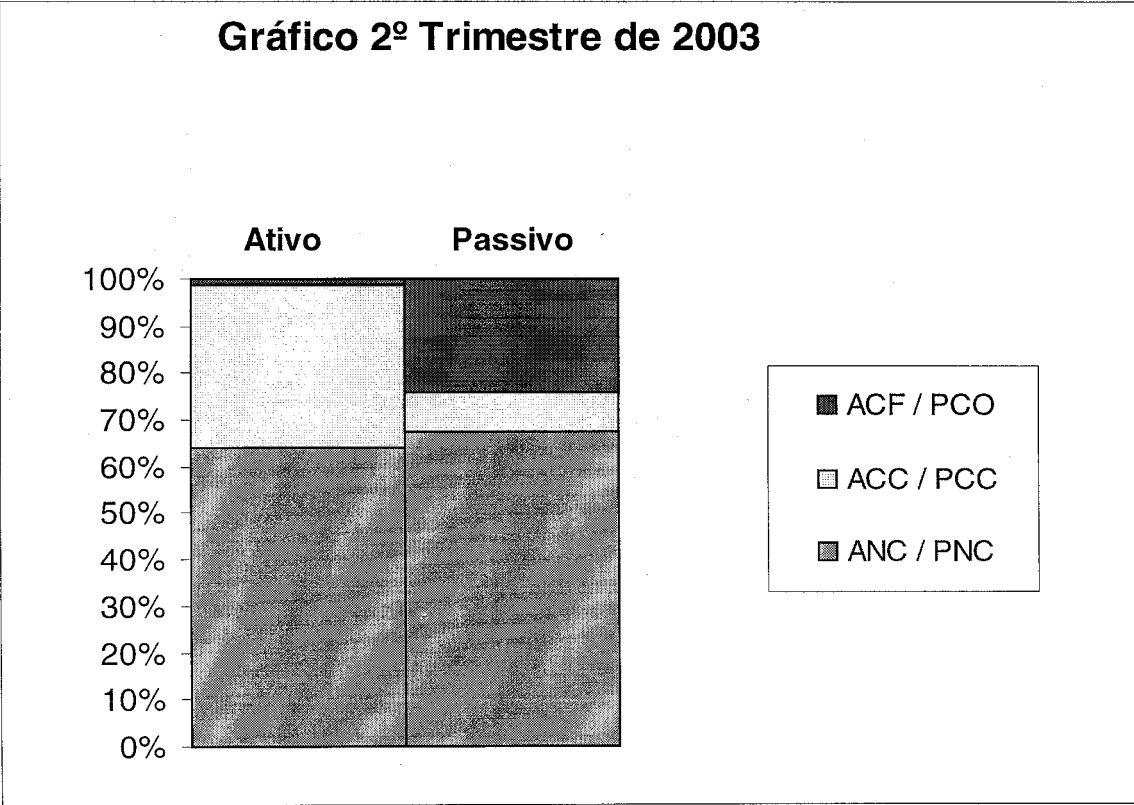 Gráfico 2º Trimestre de 2003
Ativo Passivo
100%
90%
80%
70%
60%
50%
40%
30%
20%
10%
0%
ACF / PCO
ACC / PCC
ANC / PNC